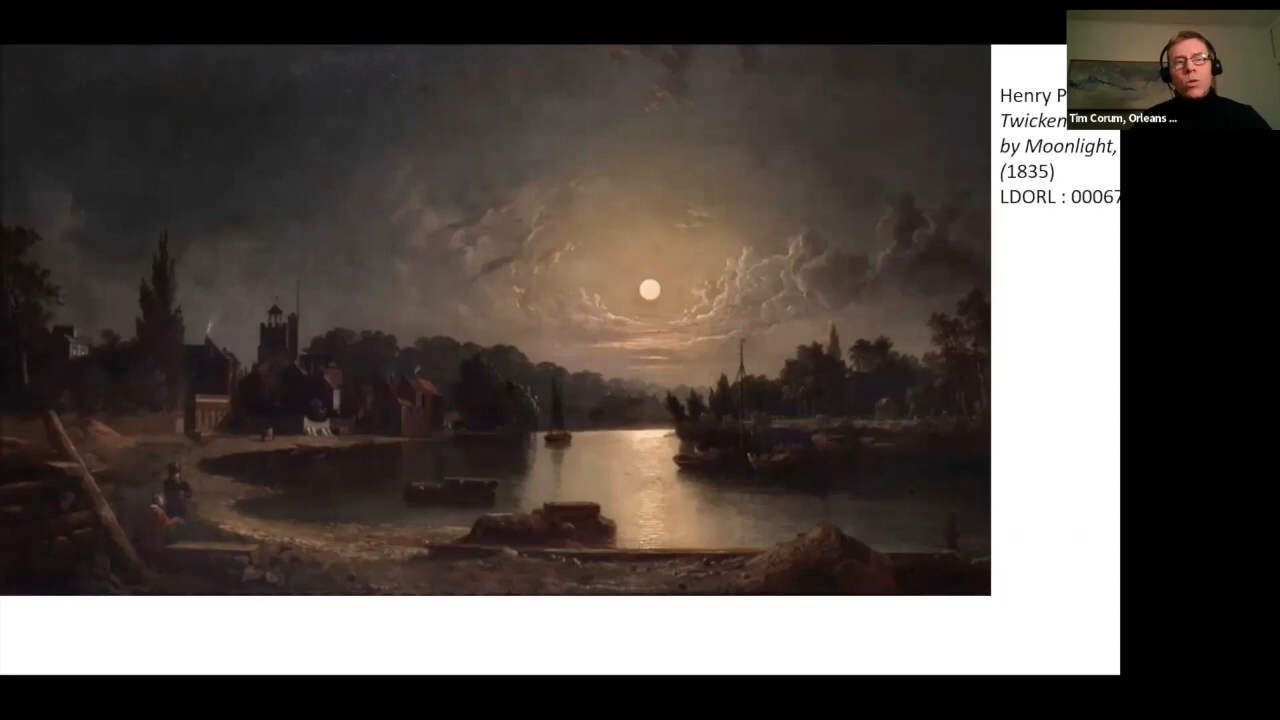 Henry P
Twicken
by Moonlight,
(1835)
LDORL : 00067
Tim Corum, Orleans ...